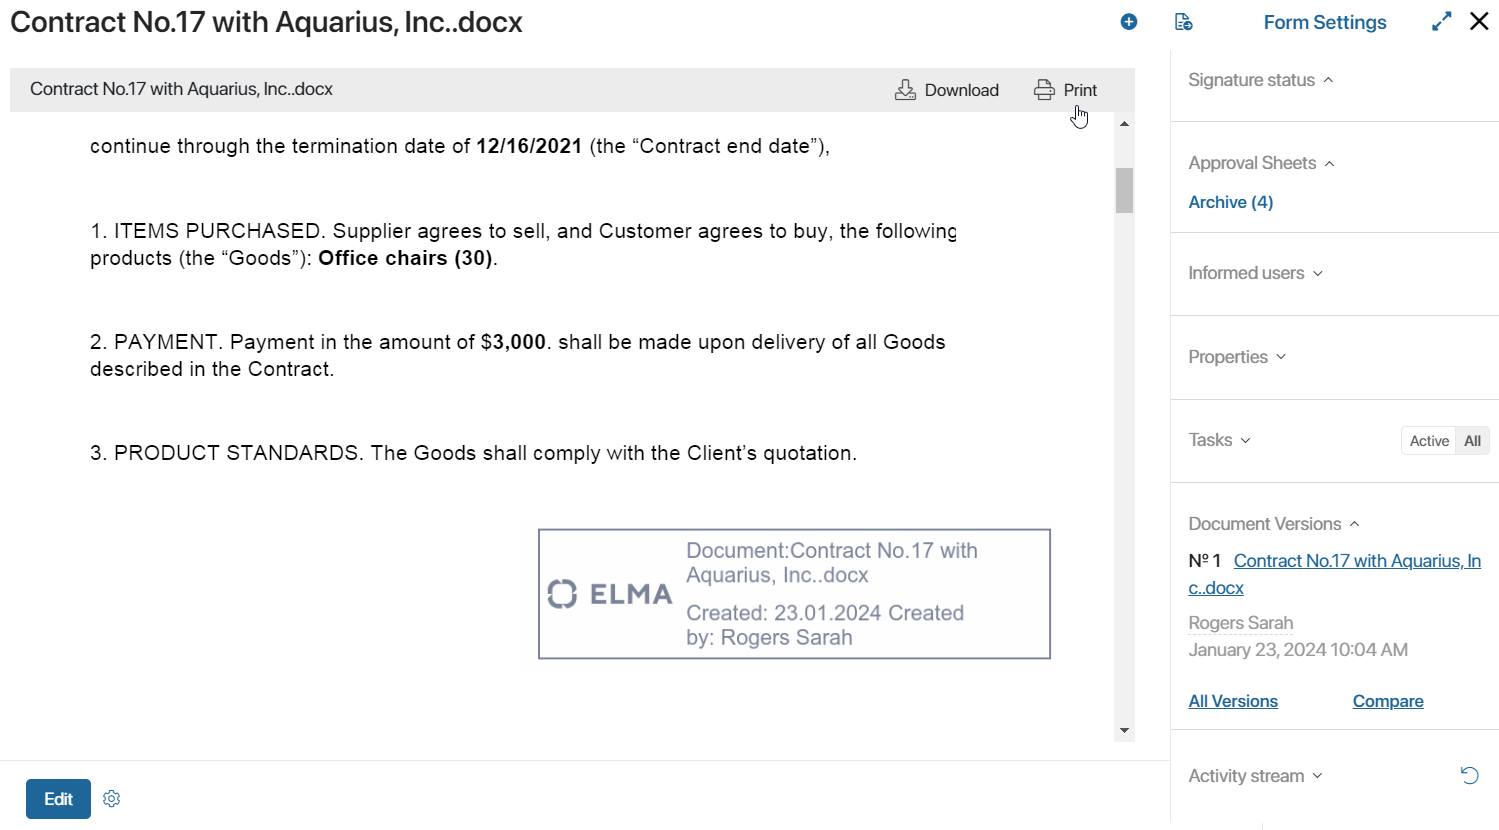 Contract No.17 with Aquarius, Inc..docx
Form Settings
Contract No.17 with Aquarius, Inc..docx
Download
Print
continue through the termination date of 12/16/2021 (the “Contract end date”),
1. ITEMS PURCHASED. Supplier agrees to sell, and Customer agrees to buy, the following
products (the “Goods”): Office chairs (30).
2. PAYMENT. Payment in the amount of $3,000. shall be made upon delivery of all Goods
described in the Contract.
3. PRODUCT STANDARDS. The Goods shall comply with the Client’s quotation.
ELMA
Document:Contract No.17 with
Aquarius, Inc..docx
Created: 23.01.2024 Created
by: Rogers Sarah
Edit
Signature status
Approval Sheets
Archive (4)
Informed users
Properties
Tasks
Active All
Document Versions
№ 1 Contract No.17 with Aquarius, In
c..docx
Rogers Sarah
January 23, 2024 10:04 AM
All Versions
Compare
Activity stream